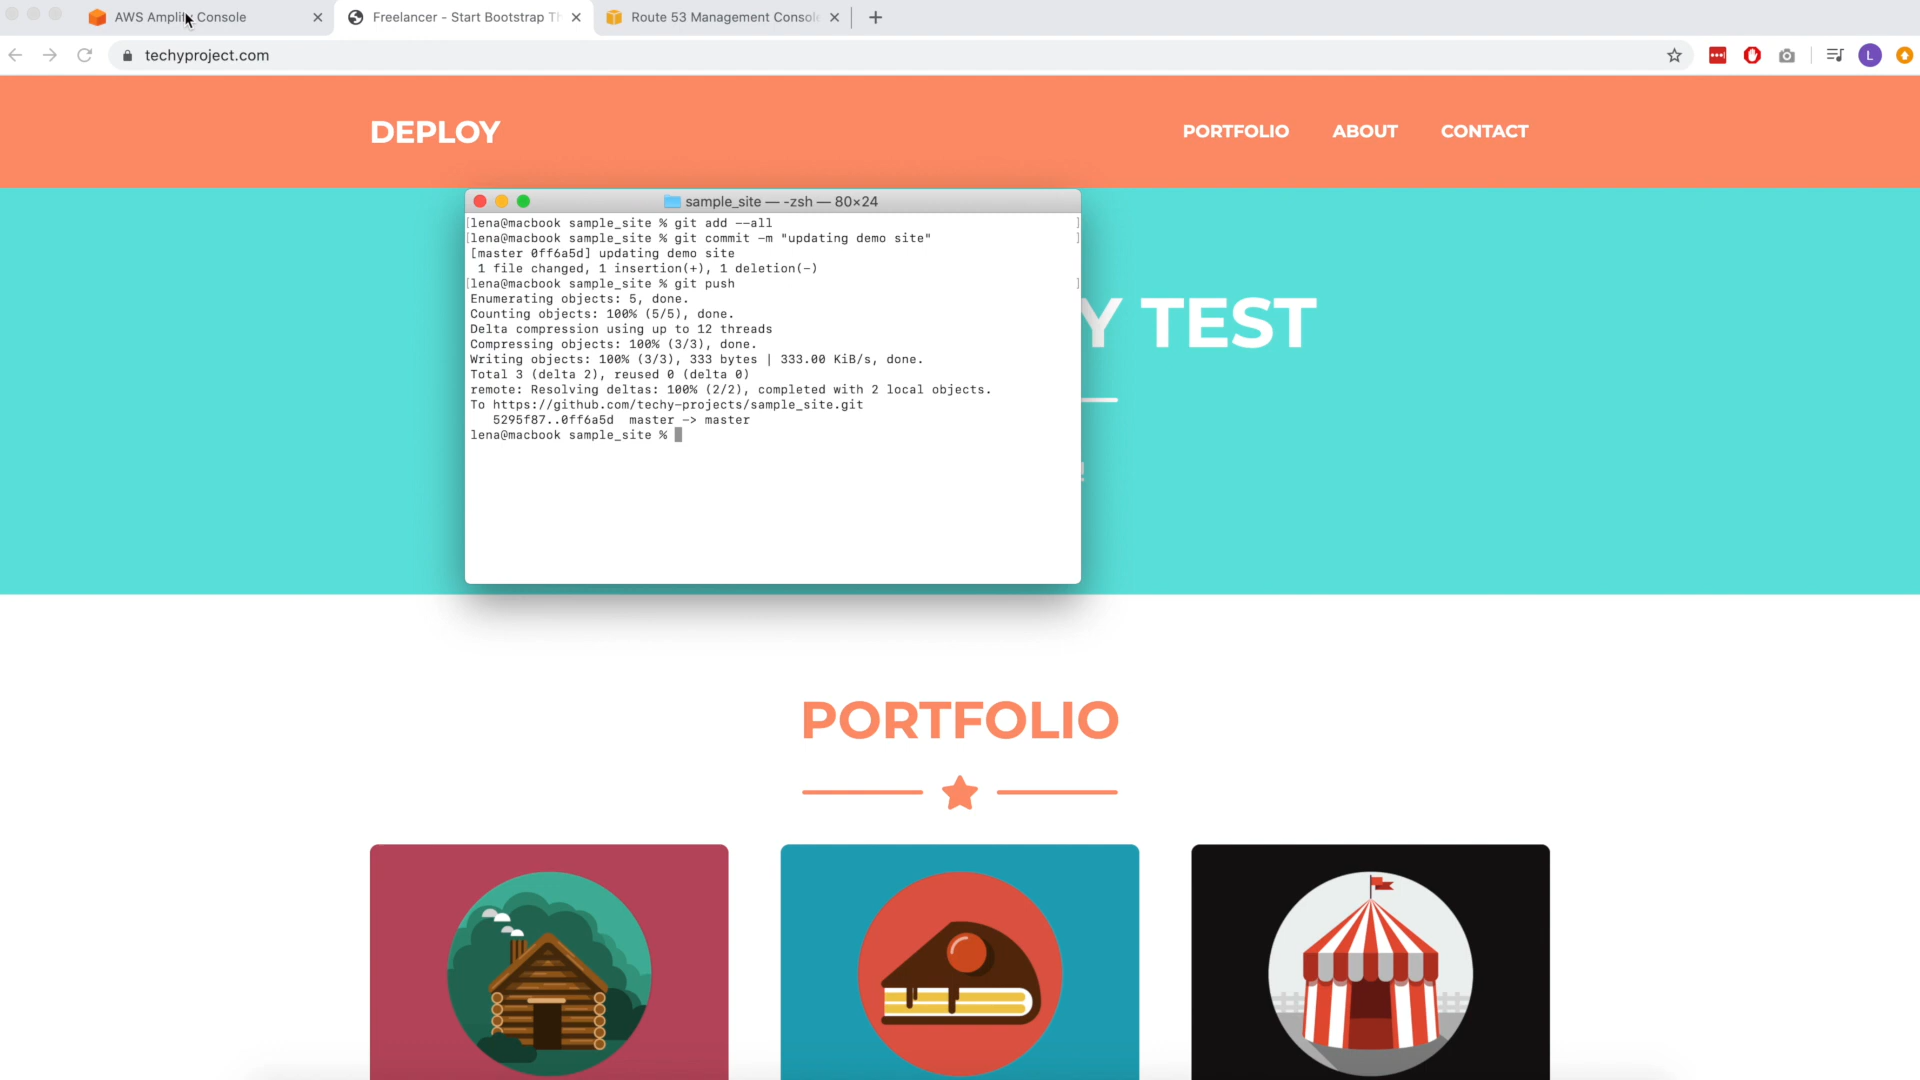 AWS Amplify Console
Freelancer - Start Bootstrap Th
Route 53 Management Console
techyproject.com
L
DEPLOY
PORTFOLIO
ABOUT
CONTACT
sample_site — -zsh — 80×24
[lena@macbook sample_site % git add --all ]
[lena@macbook sample_site % git commit -m "updating demo site" ]
[master 0ff6a5d] updating demo site
1 file changed, 1 insertion(+), 1 deletion(-)
[lena@macbook sample_site % git push ]
Enumerating objects: 5, done.
Counting objects: 100% (5/5), done.
Delta compression using up to 12 threads
Compressing objects: 100% (3/3), done.
Writing objects: 100% (3/3), 333 bytes | 333.00 KiB/s, done.
Total 3 (delta 2), reused 0 (delta 0)
remote: Resolving deltas: 100% (2/2), completed with 2 local objects.
To https://github.com/techy-projects/sample_site.git
5295f87..0ff6a5d master -> master
lena@macbook sample_site %
Y TEST
!
PORTFOLIO